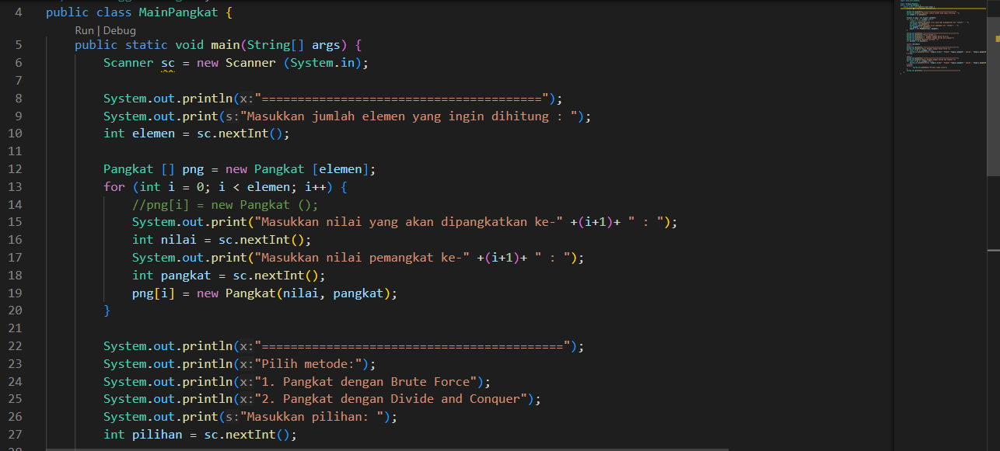 4 public class MainPangkat {
Run | Debug
5 public static void main(String[] args) {
6 Scanner sc = new Scanner (System.in);
7
8 System.out.println(x:"=======================================");
9 System.out.print(s:"Masukkan jumlah elemen yang ingin dihitung : ");
10 int elemen = sc.nextInt();
11
12 Pangkat [] png = new Pangkat [elemen];
13 for (int i = 0; i < elemen; i++) {
14 //png[i] = new Pangkat ();
15 System.out.print("Masukkan nilai yang akan dipangkatkan ke-" +(i+1)+ " : ");
16 int nilai = sc.nextInt();
17 System.out.print("Masukkan nilai pemangkat ke-" +(i+1)+ " : ");
18 int pangkat = sc.nextInt();
19 png[i] = new Pangkat(nilai, pangkat);
20 }
21
22 System.out.println(x:"==========================================");
23 System.out.println(x:"Pilih metode:");
24 System.out.println(x:"1. Pangkat dengan Brute Force");
25 System.out.println(x:"2. Pangkat dengan Divide and Conquer");
26 System.out.print(s:"Masukkan pilihan: ");
27 int pilihan = sc.nextInt();